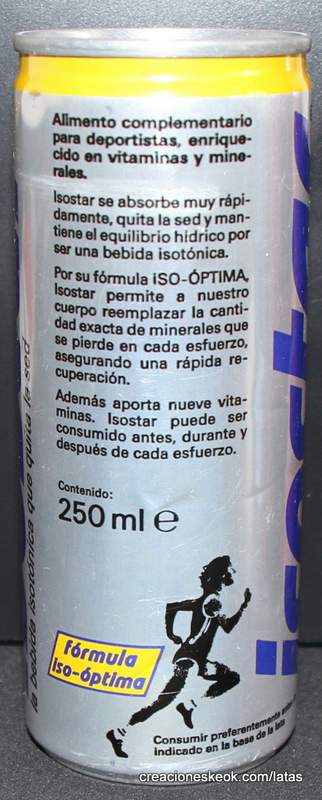 Alimento complementario
para deportistas, enrique-
cido en vitaminas y mine-
rales.
Isostar se absorbe muy rápi-
damente, quita la sed y man-
tiene el equilibrio hídrico por
ser una bebida isotónica.
Por su fórmula iSO-ÓPTIMA,
Isostar permite a nuestro
cuerpo reemplazar la canti-
dad exacta de minerales que
se pierde en cada esfuerzo,
asegurando una rápida re-
cuperación.
Además aporta nueve vita-
minas. Isostar puede ser
consumido antes, durante y
después de cada esfuerzo.
Contenido:
250 ml e
fórmula
iso-óptima
Consumir preferentemente
indicado en la base de la lata
la bebida isotónica que quita la sed
isostar
creacioneskeok.com/latas